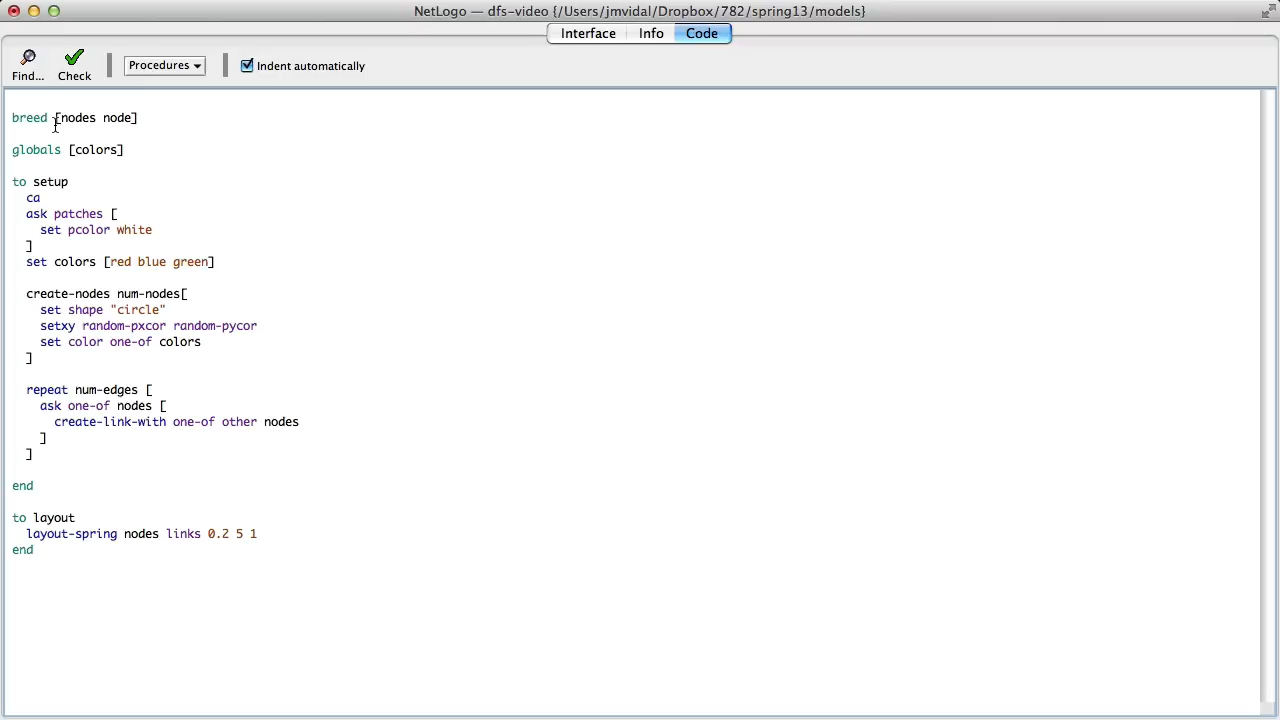 NetLogo — dfs-video {/Users/jmvidal/Dropbox/782/spring13/models}
Interface Info Code
Find... Check Procedures Indent automatically
breed [nodes node]
globals [colors]
to setup
ca
ask patches [
set pcolor white
]
set colors [red blue green]
create-nodes num-nodes[
set shape "circle"
setxy random-pxcor random-pycor
set color one-of colors
]
repeat num-edges [
ask one-of nodes [
create-link-with one-of other nodes
]
]
end
to layout
layout-spring nodes links 0.2 5 1
end